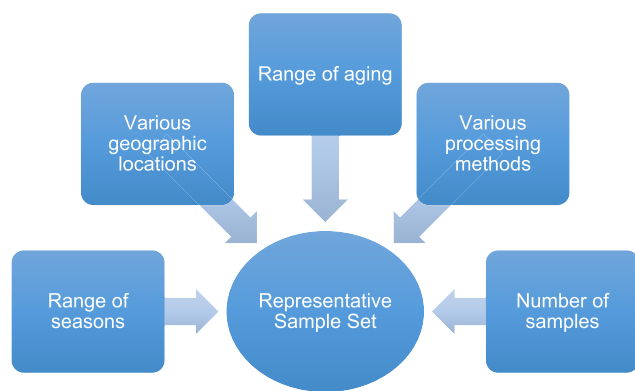 Range of aging
Various
geographic
locations
Various
processing
methods
Range of
seasons
Representative
Sample Set
Number of
samples